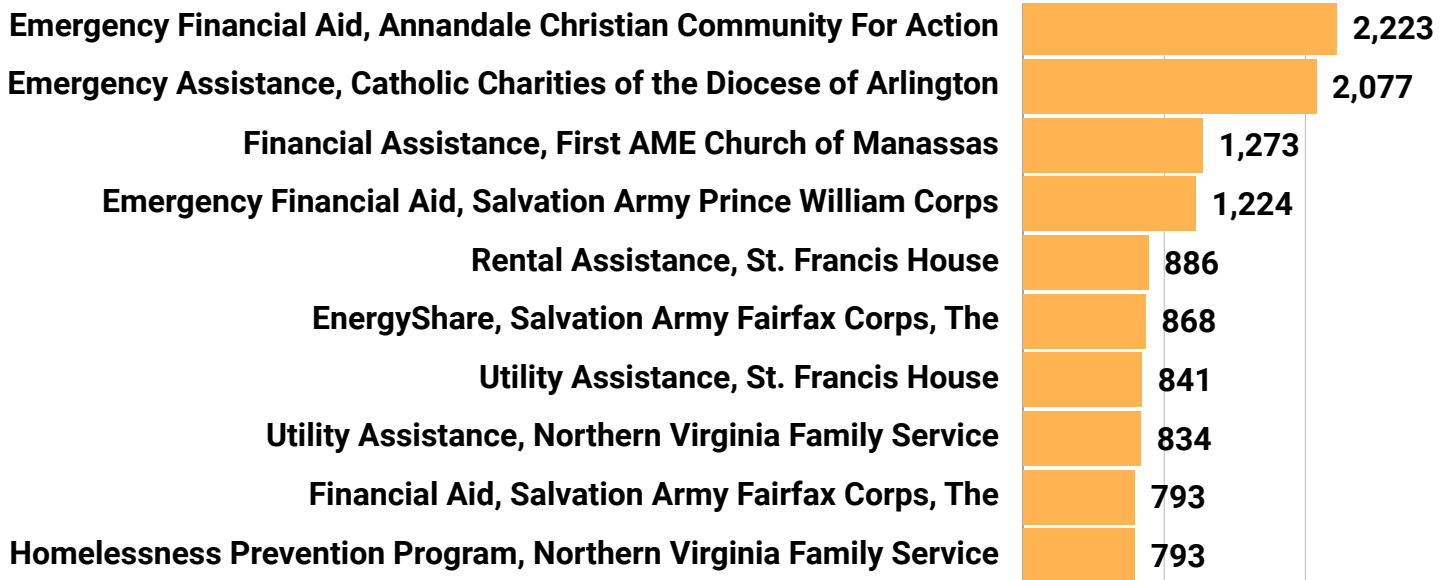 Emergency Financial Aid, Annandale Christian Community For Action 2,223
Emergency Assistance, Catholic Charities of the Diocese of Arlington 2,077
Financial Assistance, First AME Church of Manassas 1,273
Emergency Financial Aid, Salvation Army Prince William Corps 1,224
Rental Assistance, St. Francis House 886
EnergyShare, Salvation Army Fairfax Corps, The 868
Utility Assistance, St. Francis House 841
Utility Assistance, Northern Virginia Family Service 834
Financial Aid, Salvation Army Fairfax Corps, The 793
Homelessness Prevention Program, Northern Virginia Family Service 793